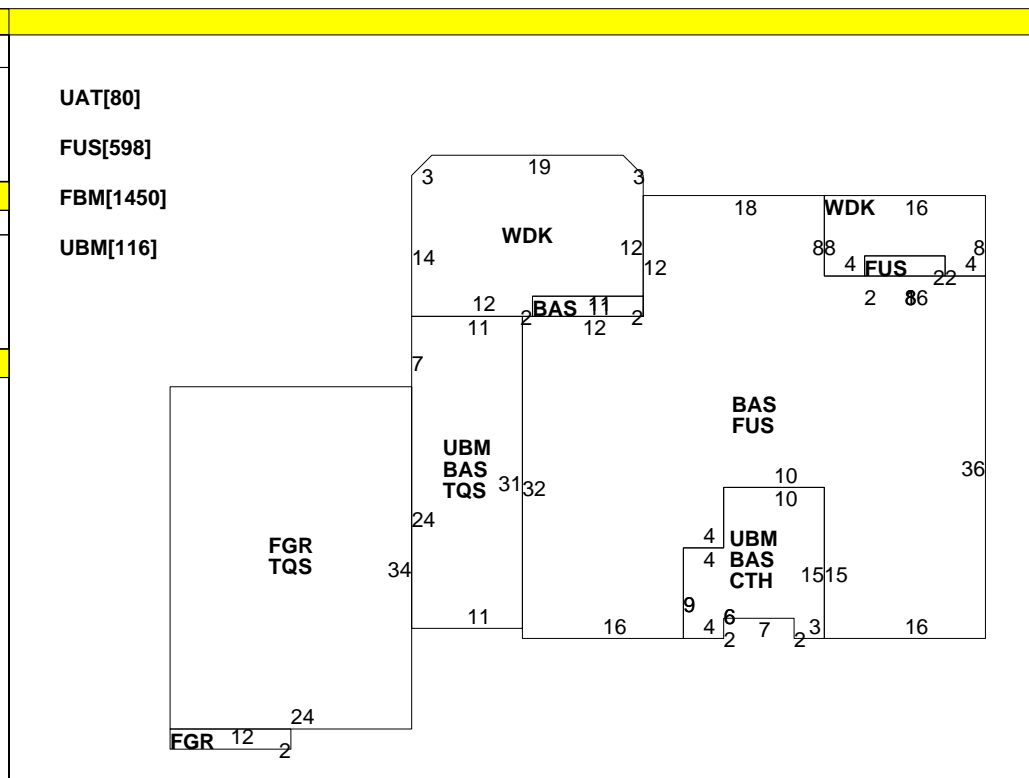 UAT[80]
FUS[598]
FBM[1450]
UBM[116]
3 19 3
18 WDK 16
WDK
14 12 12 8 8 8
4 FUS 2 2 4
12 11 2 8 16
2 BAS 11 2
11 12
7
BAS
FUS
UBM
BAS
TQS
31 32 36
10
10
24
4 UBM
4 BAS
CTH
FGR
TQS
34 15 15
9 6
11 16 4 7 3 16
2 2
24
FGR 12 2